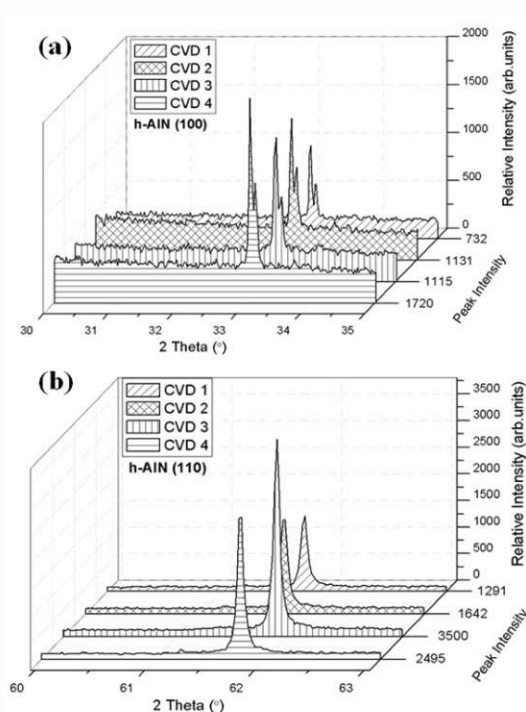 (a)
CVD 1
CVD 2
CVD 3
CVD 4
h-AlN (100)
2000
1500
1000
500
0
Relative Intensity (arb.units)
732
1131
1115
1720
Peak Intensity
30 31 32 33 34 35
2 Theta (°)
(b)
CVD 1
CVD 2
CVD 3
CVD 4
h-AlN (110)
3500
3000
2500
2000
1500
1000
500
0
Relative Intensity (arb.units)
1291
1642
3500
2495
Peak Intensity
60 61 62 63
2 Theta (°)